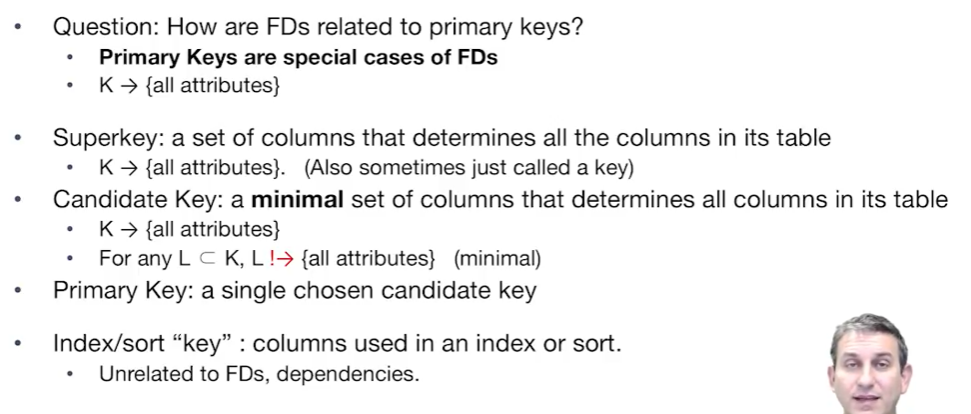 • Question: How are FDs related to primary keys?
• Primary Keys are special cases of FDs
• K → {all attributes}
• Superkey: a set of columns that determines all the columns in its table
• K → {all attributes}. (Also sometimes just called a key)
• Candidate Key: a minimal set of columns that determines all columns in its table
• K → {all attributes}
• For any L ⊂ K, L !→ {all attributes} (minimal)
• Primary Key: a single chosen candidate key
• Index/sort “key” : columns used in an index or sort.
• Unrelated to FDs, dependencies.